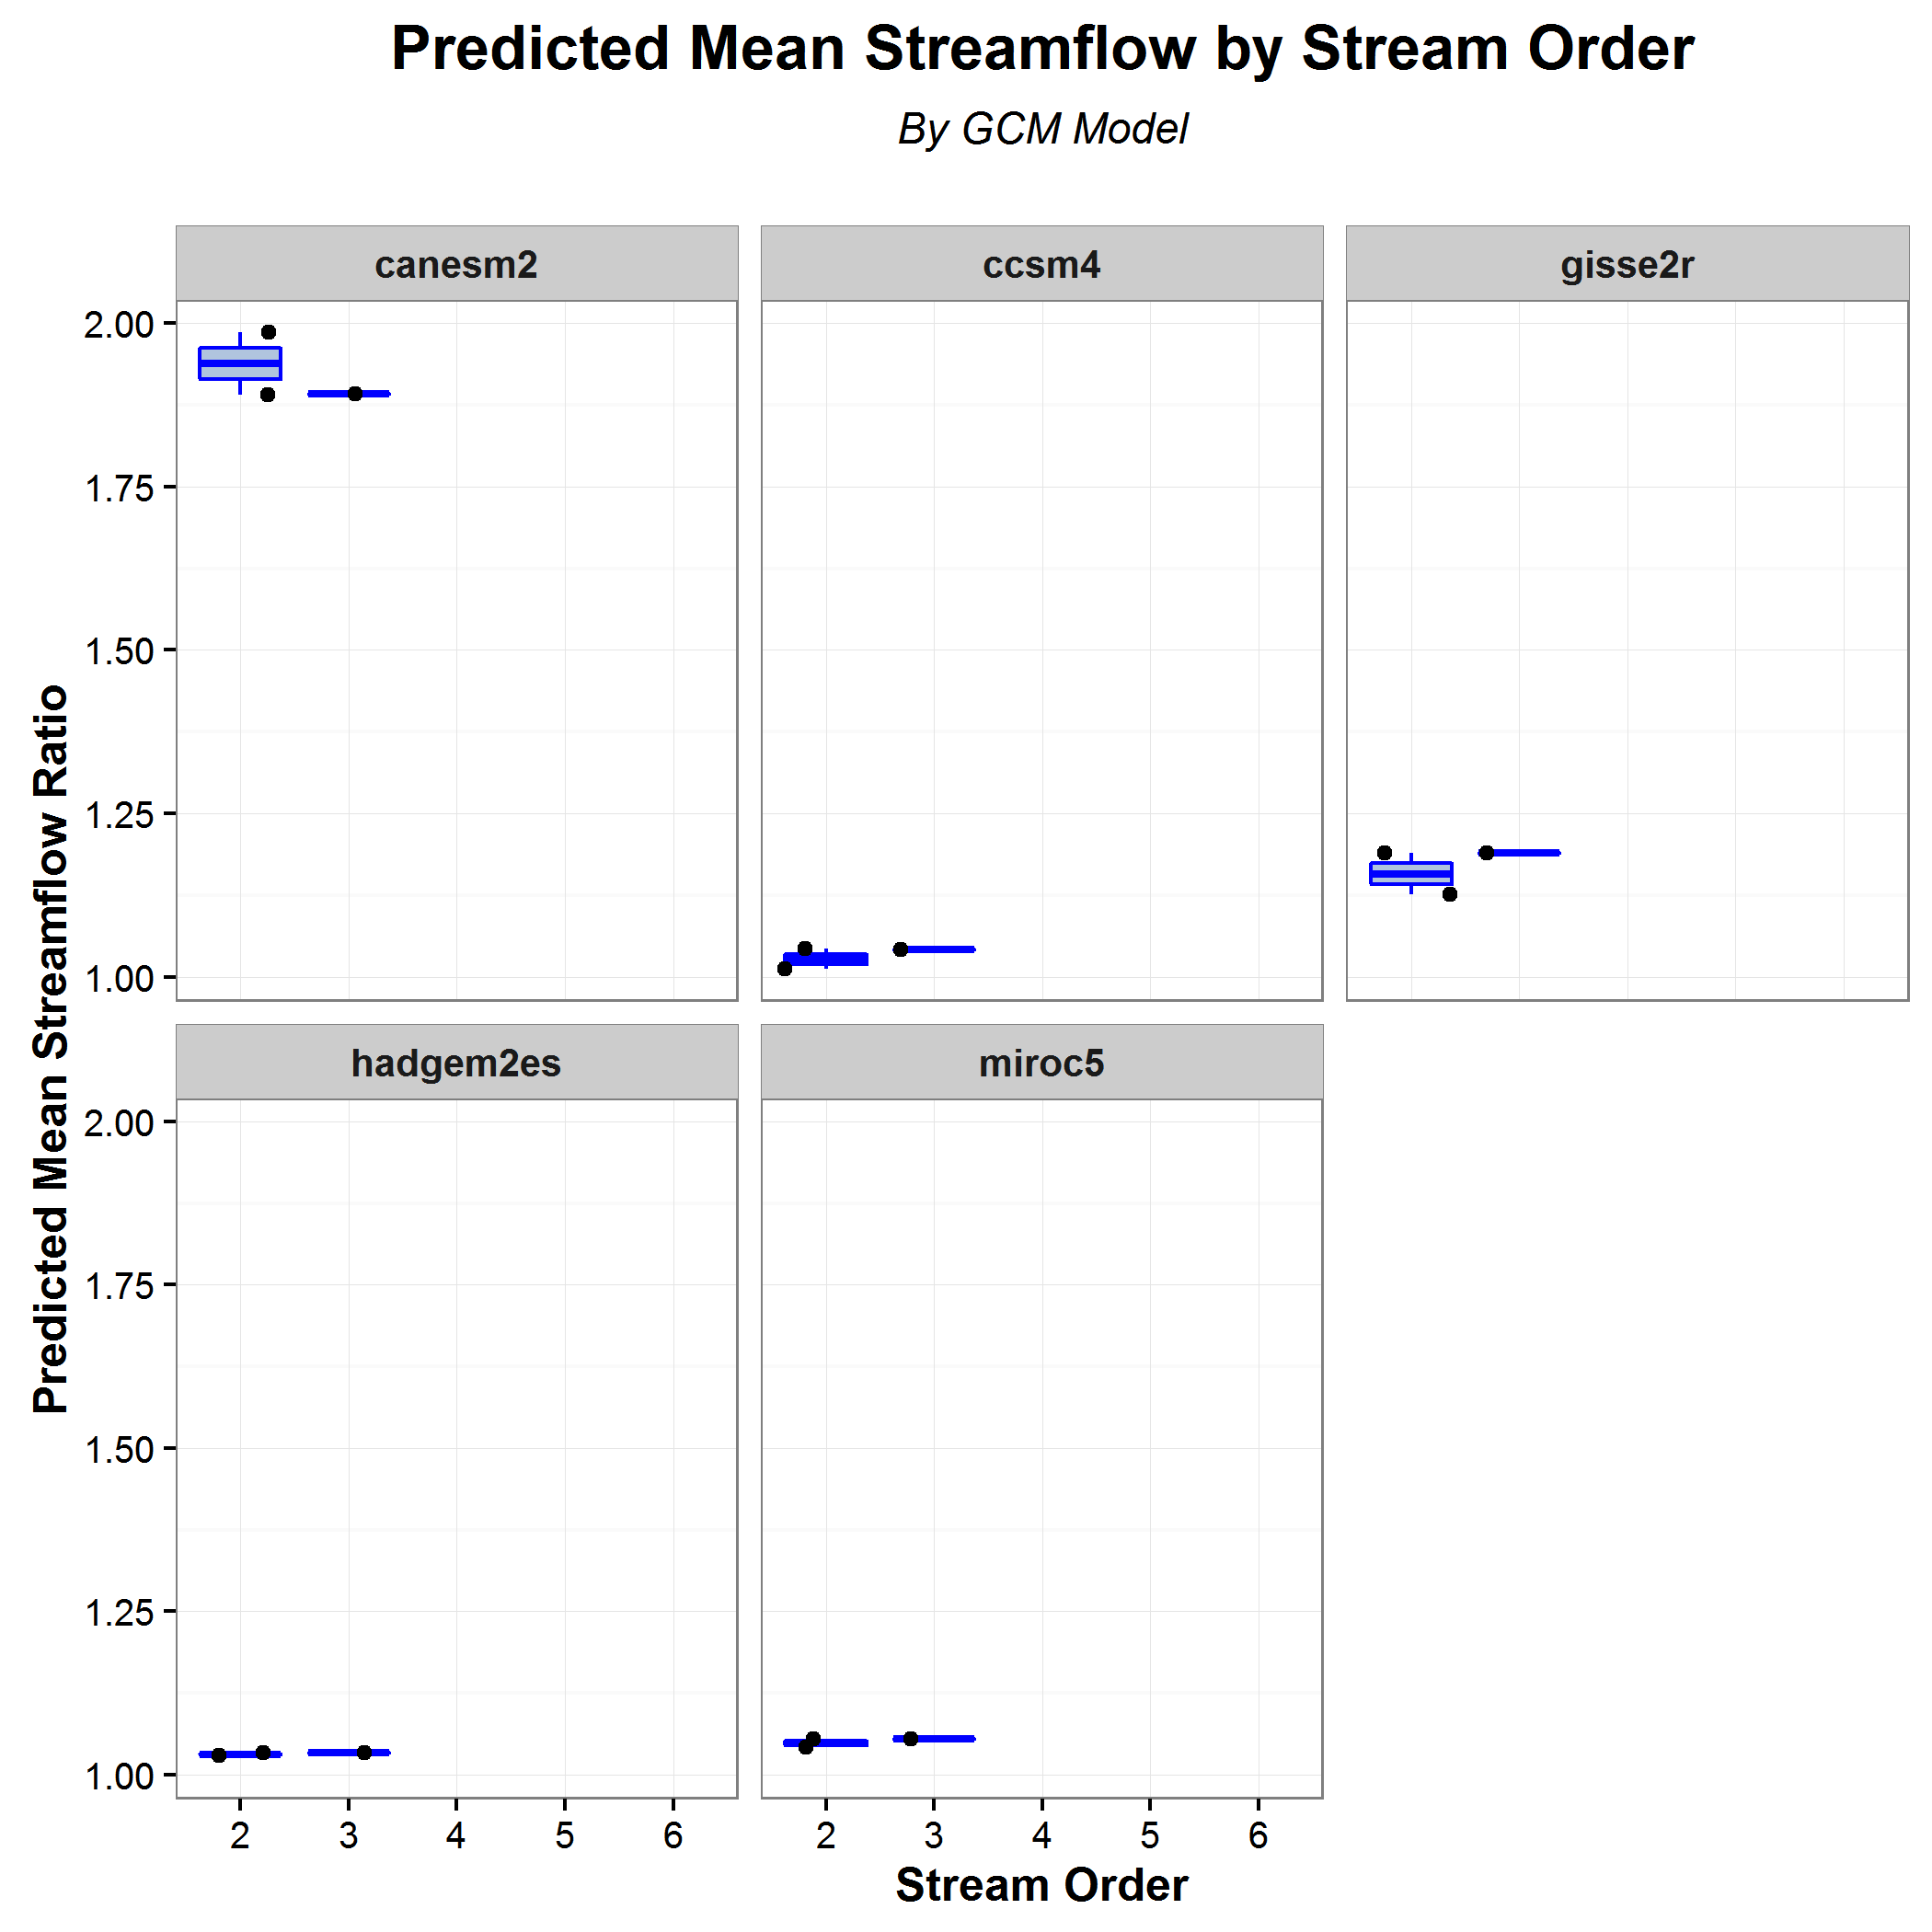 Predicted Mean Streamflow by Stream Order
By GCM Model
canesm2
ccsm4
gisse2r
2.00
1.75
1.50
1.25
1.00
hadgem2es
miroc5
2.00
1.75
1.50
1.25
1.00
2 3 4 5 6
2 3 4 5 6
Stream Order
Predicted Mean Streamflow Ratio